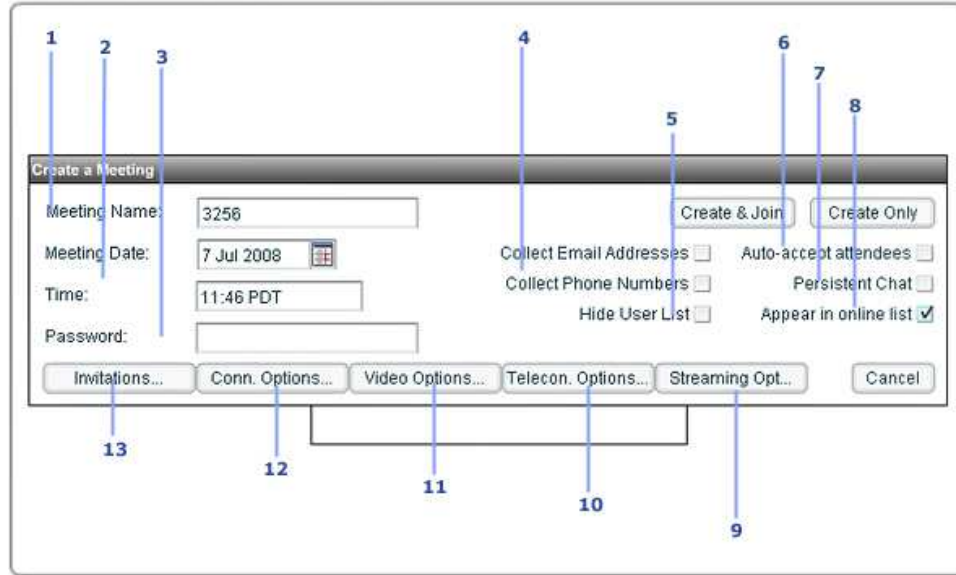 1
2
3
4
5
6
7
8
Create a Meeting
Meeting Name: 3256 Create & Join Create Only
Meeting Date: 7 Jul 2008 Collect Email Addresses Auto-accept attendees
Time: 11:46 PDT Collect Phone Numbers Persistent Chat
Hide User List Appear in online list
Password:
Invitations... Conn. Options... Video Options... Telecon. Options... Streaming Opt... Cancel
13
12
11
10
9